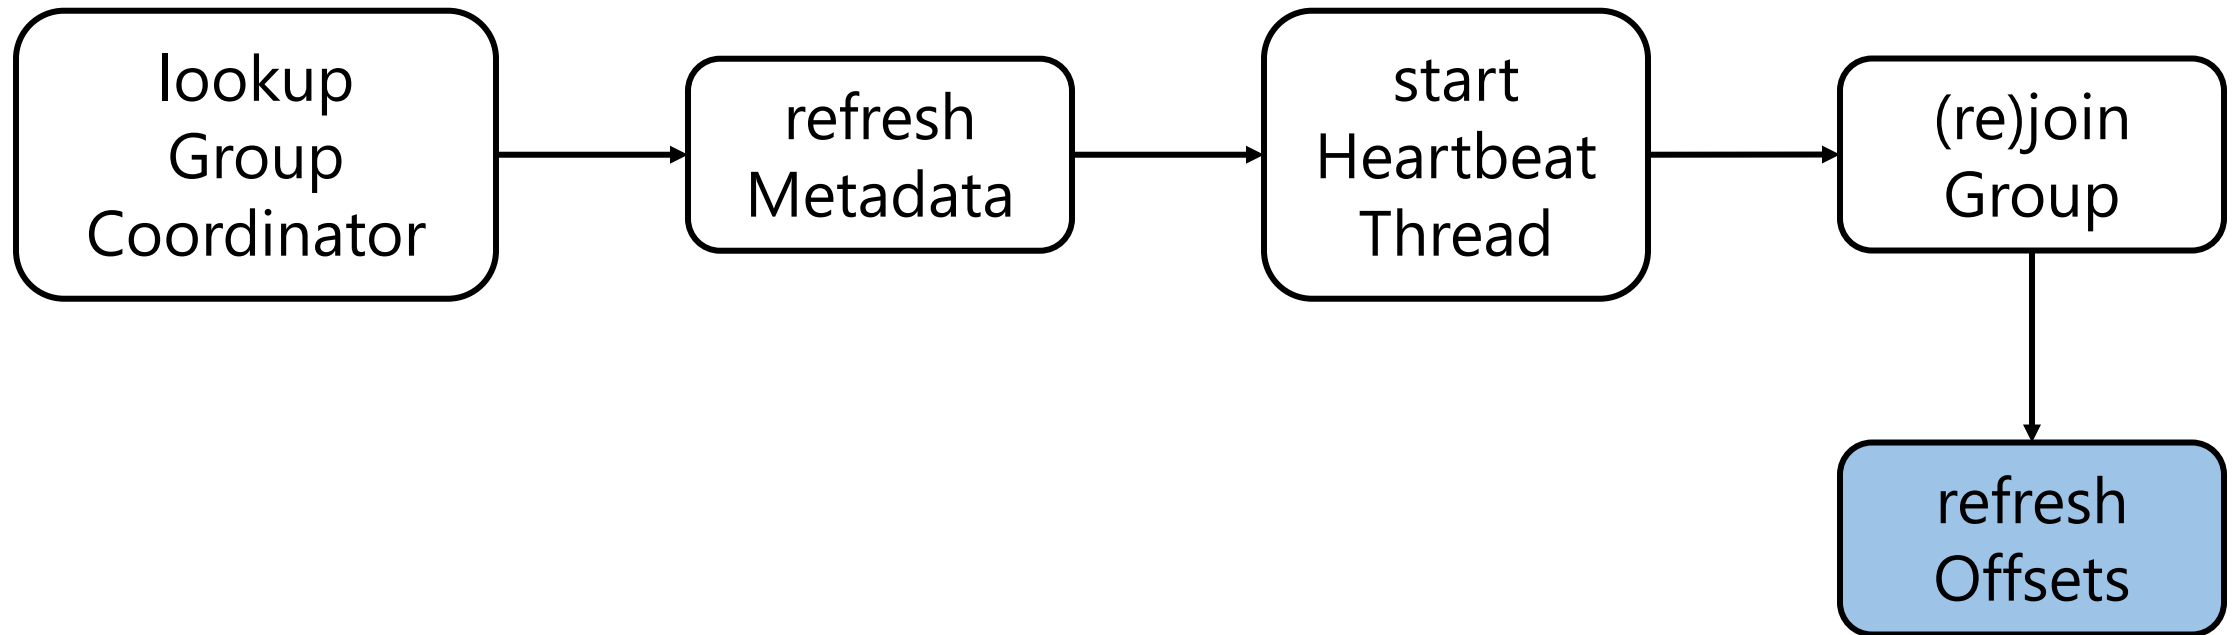 lookup
Group
Coordinator
refresh
Metadata
start
Heartbeat
Thread
(re)join
Group
refresh
Offsets